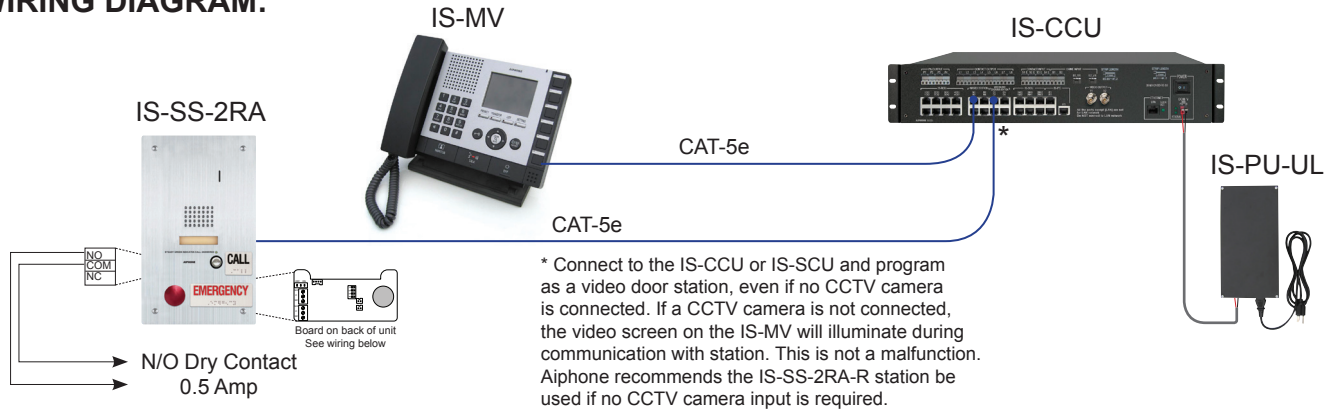 WIRING DIAGRAM:
IS-MV
IS-CCU
IS-SS-2RA
CAT-5e
*
IS-PU-UL
CAT-5e
NO
COM
NC
CALL
EMERGENCY
Board on back of unit
See wiring below
N/O Dry Contact
0.5 Amp
* Connect to the IS-CCU or IS-SCU and program
as a video door station, even if no CCTV camera
is connected. If a CCTV camera is not connected,
the video screen on the IS-MV will illuminate during
communication with station. This is not a malfunction.
Aiphone recommends the IS-SS-2RA-R station be
used if no CCTV camera input is required.